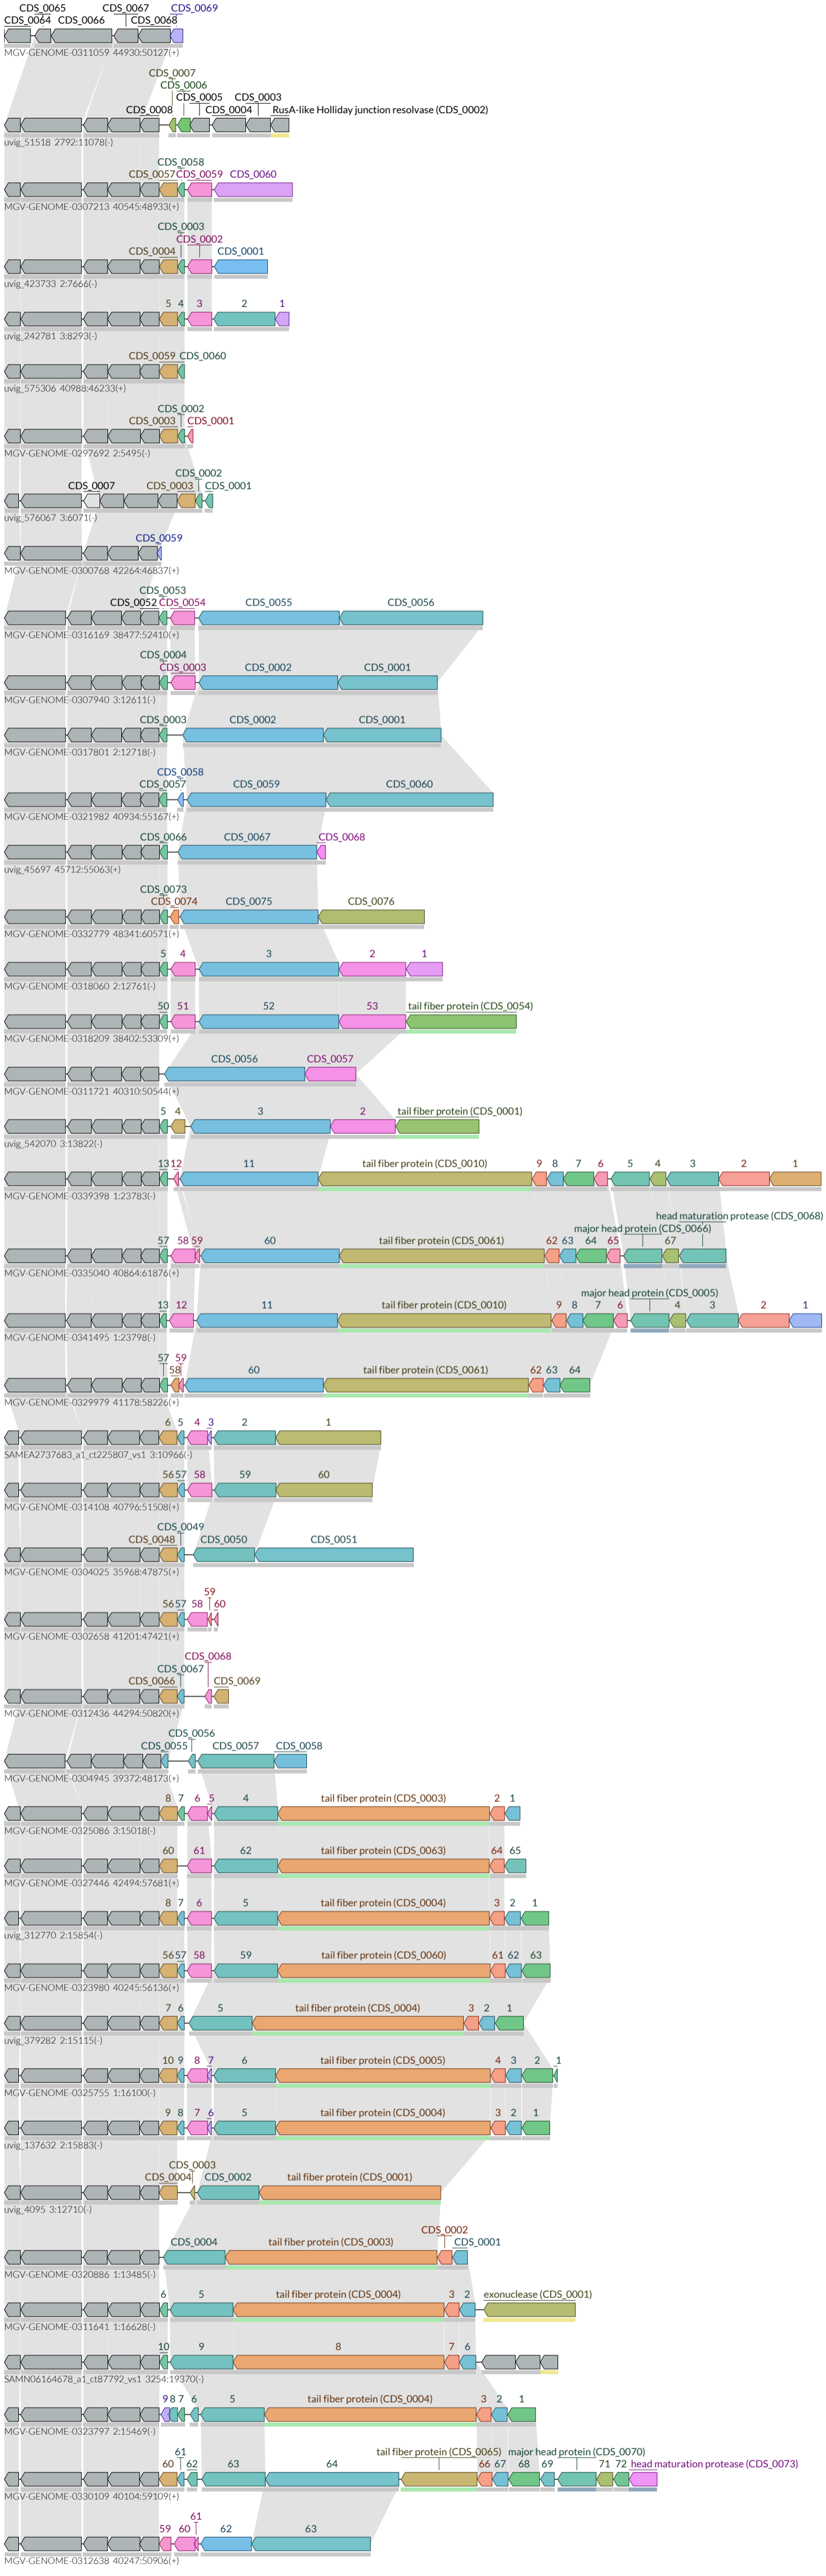 CDS_0065 CDS_0067 CDS_0069
CDS_0064 CDS_0066 CDS_0068
MGV-GENOME-0311059 44930:50127(+)
CDS_0007
CDS_0006
CDS_0005 CDS_0003
CDS_0008 CDS_0004 RusA-like Holliday junction resolvase (CDS_0002)
uvig_51518 2792:11078(-)
CDS_0058
CDS_0057 CDS_0059 CDS_0060
MGV-GENOME-0307213 40545:48933(+)
CDS_0003
CDS_0002
CDS_0004 CDS_0001
uvig_423733 2:7666(-)
5 4 3 2 1
uvig_242781 3:8293(-)
CDS_0059 CDS_0060
uvig_575306 40988:46233(+)
CDS_0002
CDS_0003 CDS_0001
MGV-GENOME-0297692 2:5495(-)
CDS_0002
CDS_0007 CDS_0003 CDS_0001
uvig_576067 3:6071(-)
CDS_0059
MGV-GENOME-0300768 42264:46837(+)
CDS_0053
CDS_0052 CDS_0054 CDS_0055 CDS_0056
MGV-GENOME-0316169 38477:52410(+)
CDS_0004
CDS_0003 CDS_0002 CDS_0001
MGV-GENOME-0307940 3:12611(-)
CDS_0003 CDS_0002 CDS_0001
MGV-GENOME-0317801 2:12718(-)
CDS_0058
CDS_0057 CDS_0059 CDS_0060
MGV-GENOME-0321982 40934:55167(+)
CDS_0066 CDS_0067 CDS_0068
uvig_45697 45712:55063(+)
CDS_0073
CDS_0074 CDS_0075 CDS_0076
MGV-GENOME-0332779 48341:60571(+)
5 4 3 2 1
MGV-GENOME-0318060 2:12761(-)
50 51 52 53 tail fiber protein (CDS_0054)
MGV-GENOME-0318209 38402:53309(+)
CDS_0056 CDS_0057
MGV-GENOME-0311721 40310:50544(+)
5 4 3 2 tail fiber protein (CDS_0001)
uvig_542070 3:13822(-)
13 12 11 tail fiber protein (CDS_0010) 9 8 7 6 5 4 3 2 1
MGV-GENOME-0339398 1:23783(-)
head maturation protease (CDS_0068)
major head protein (CDS_0066)
57 58 59 60 tail fiber protein (CDS_0061) 62 63 64 65 67
MGV-GENOME-0335040 40864:61876(+)
major head protein (CDS_0005)
13 12 11 tail fiber protein (CDS_0010) 9 8 7 6 4 3 2 1
MGV-GENOME-0341495 1:23798(-)
57 59
58 60 tail fiber protein (CDS_0061) 62 63 64
MGV-GENOME-0329979 41178:58226(+)
6 5 4 3 2 1
SAMEA2737683_a1_ct225807_vs1 3:10966(-)
56 57 58 59 60
MGV-GENOME-0314108 40796:51508(+)
CDS_0049
CDS_0048 CDS_0050 CDS_0051
MGV-GENOME-0304025 35968:47875(+)
59
56 57 58 60
MGV-GENOME-0302658 41201:47421(+)
CDS_0068
CDS_0067
CDS_0066 CDS_0069
MGV-GENOME-0312436 44294:50820(+)
CDS_0056
CDS_0055 CDS_0057 CDS_0058
MGV-GENOME-0304945 39372:48173(+)
8 7 6 5 4 tail fiber protein (CDS_0003) 2 1
MGV-GENOME-0325086 3:15018(-)
60 61 62 tail fiber protein (CDS_0063) 64 65
MGV-GENOME-0327446 42494:57681(+)
8 7 6 5 tail fiber protein (CDS_0004) 3 2 1
uvig_312770 2:15854(-)
56 57 58 59 tail fiber protein (CDS_0060) 61 62 63
MGV-GENOME-0323980 40245:56136(+)
7 6 5 tail fiber protein (CDS_0004) 3 2 1
uvig_379282 2:15115(-)
10 9 8 7 6 tail fiber protein (CDS_0005) 4 3 2 1
MGV-GENOME-0325755 1:16100(-)
9 8 7 6 5 tail fiber protein (CDS_0004) 3 2 1
uvig_137632 2:15883(-)
CDS_0003
CDS_0004 CDS_0002 tail fiber protein (CDS_0001)
uvig_4095 3:12710(-)
CDS_0002
CDS_0004 tail fiber protein (CDS_0003) CDS_0001
MGV-GENOME-0320886 1:13485(-)
6 5 tail fiber protein (CDS_0004) 3 2 exonuclease (CDS_0001)
MGV-GENOME-0311641 1:16628(-)
10 9 8 7 6
SAMN06164678_a1_ct87792_vs1 3254:19370(-)
9 8 7 6 5 tail fiber protein (CDS_0004) 3 2 1
MGV-GENOME-0323797 2:15469(-)
61 tail fiber protein (CDS_0065) major head protein (CDS_0070)
60 62 63 64 66 67 68 69 71 72 head maturation protease (CDS_0073)
MGV-GENOME-0330109 40104:59109(+)
61
59 60 62 63
MGV-GENOME-0312638 40247:50906(+)